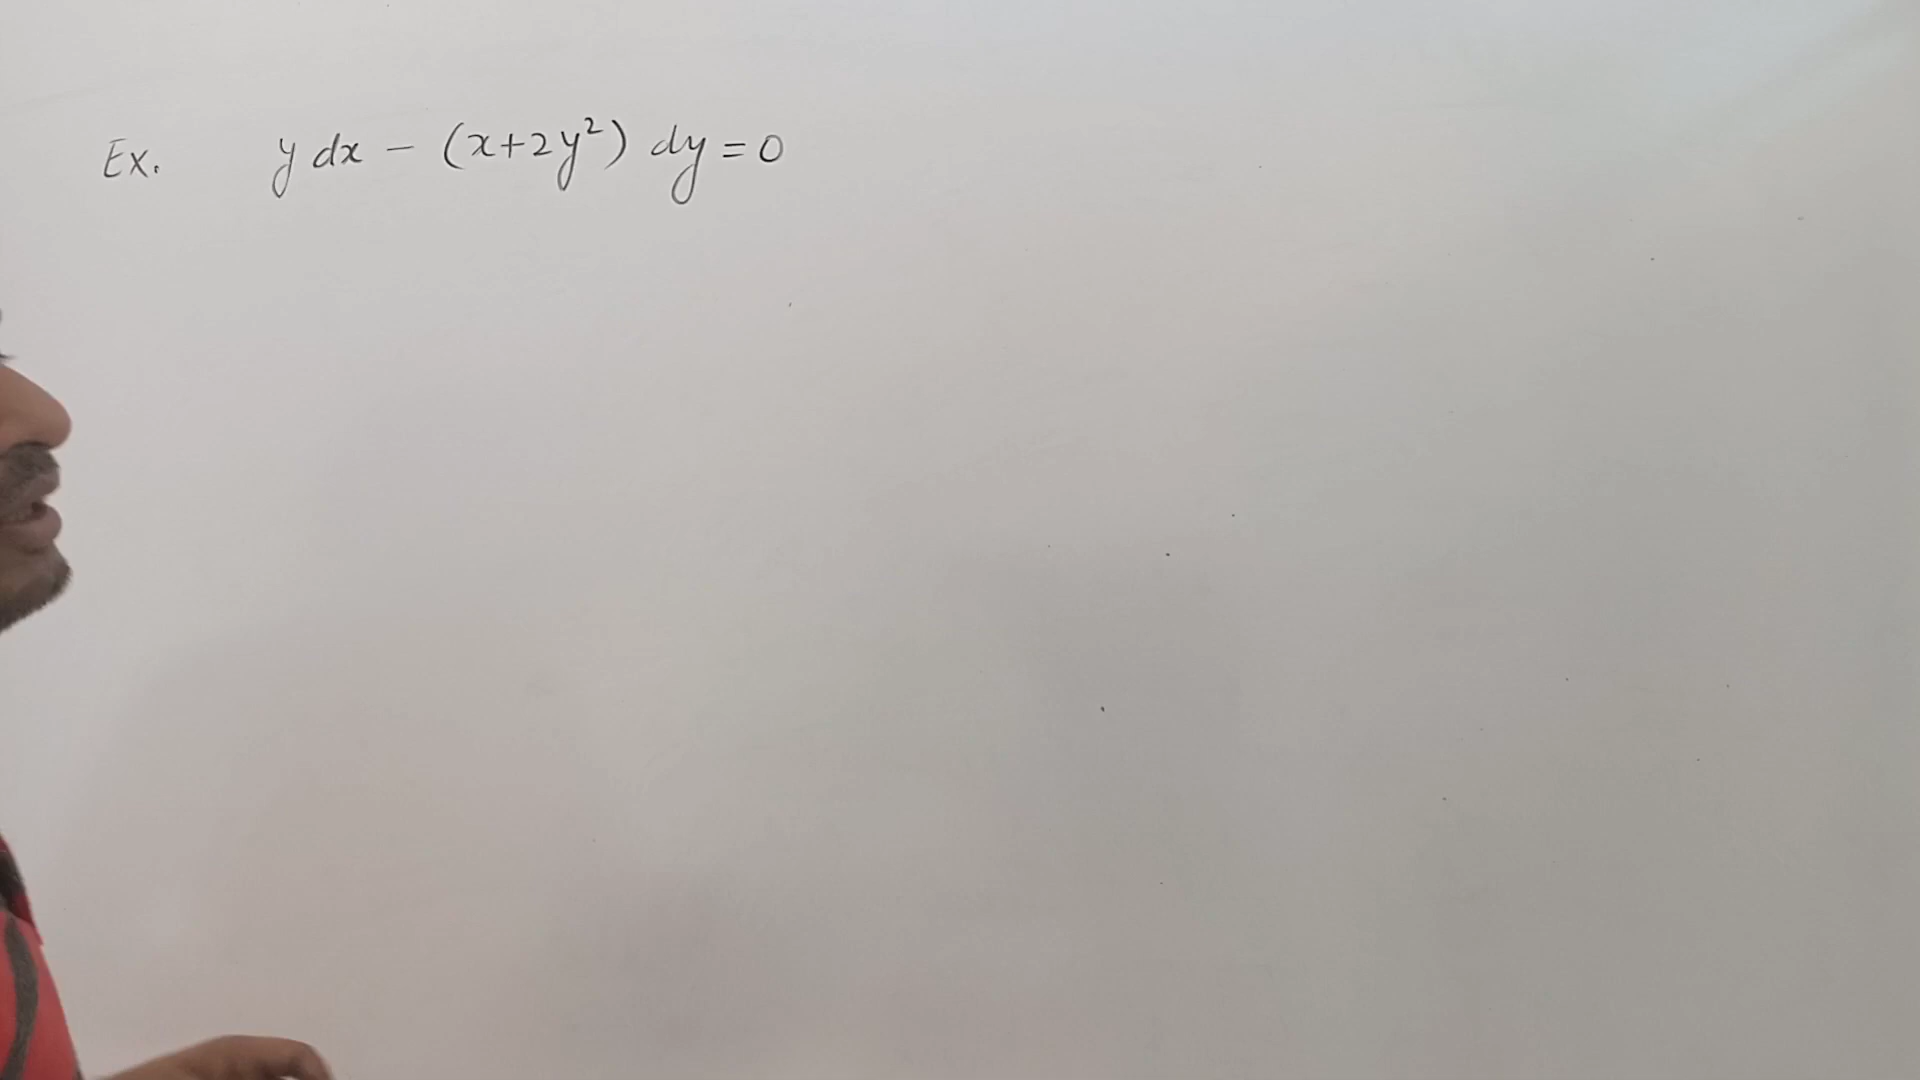 Ex. y dx - (x+2y²) dy = 0